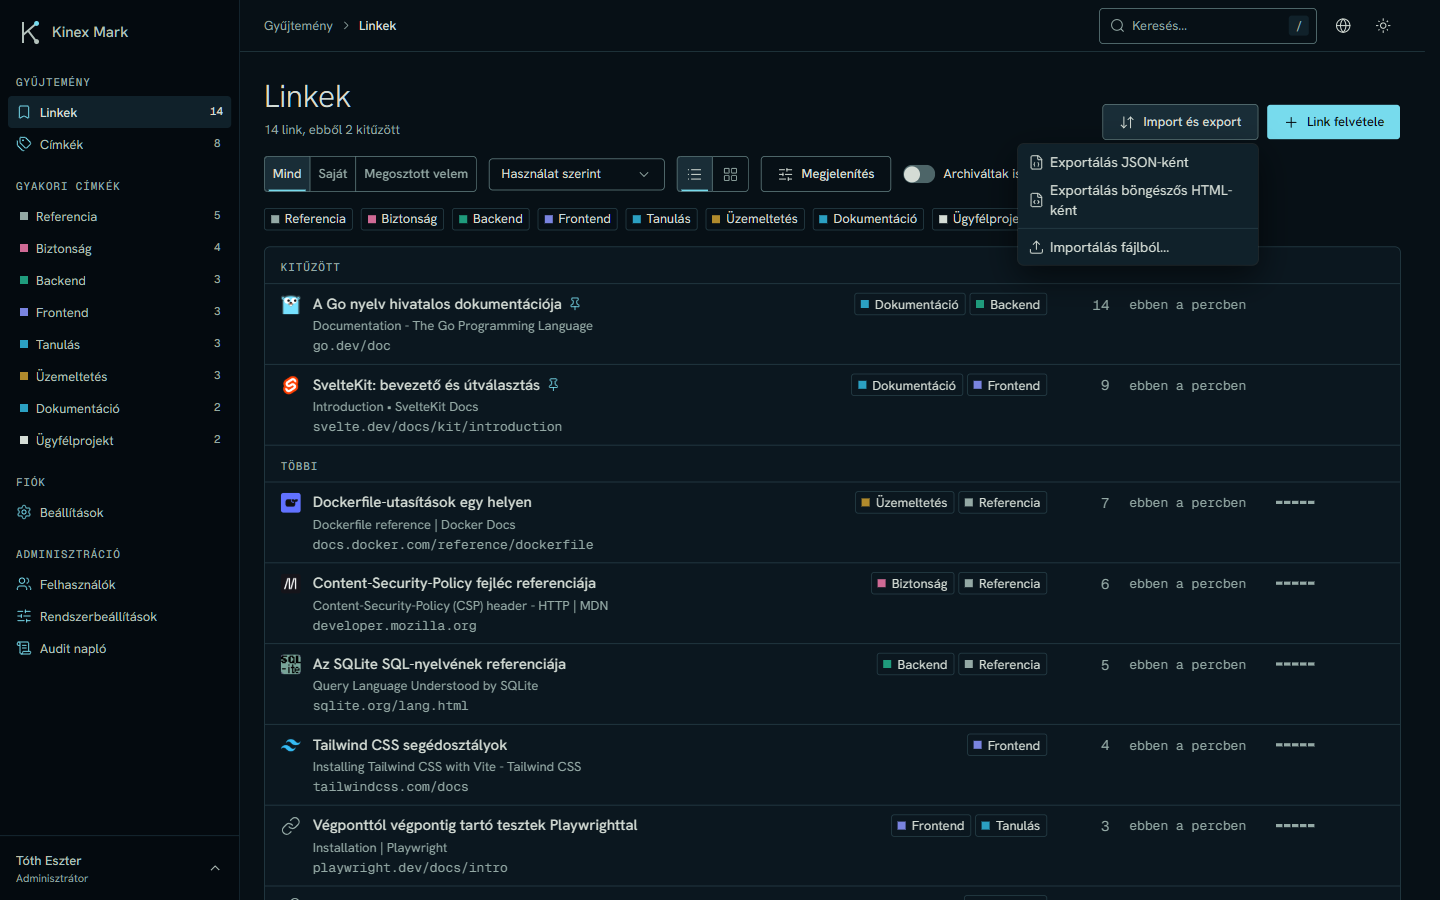 Kinex Mark
GYŰJTEMÉNY
Linkek 14
Címkék 8
GYAKORI CÍMKÉK
Referencia 5
Biztonság 4
Backend 3
Frontend 3
Tanulás 3
Üzemeltetés 3
Dokumentáció 2
Ügyfélprojekt 2
FIÓK
Beállítások
ADMINISZTRÁCIÓ
Felhasználók
Rendszerbeállítások
Audit napló
Tóth Eszter
Adminisztrátor
Gyűjtemény > Linkek
Keresés... /
Linkek
14 link, ebből 2 kitűzött
Import és export
Link felvétele
Exportálás JSON-ként
Exportálás böngészős HTML-
ként
Importálás fájlból...
Mind Saját Megosztott velem
Használat szerint
Megjelenítés
Archiváltak is
Referencia Biztonság Backend Frontend Tanulás Üzemeltetés Dokumentáció
KITŰZÖTT
A Go nyelv hivatalos dokumentációja Dokumentáció Backend 14 ebben a percben
Documentation - The Go Programming Language
go.dev/doc
SvelteKit: bevezető és útválasztás Dokumentáció Frontend 9 ebben a percben
Introduction • SvelteKit Docs
svelte.dev/docs/kit/introduction
TÖBBI
Dockerfile-utasítások egy helyen Üzemeltetés Referencia 7 ebben a percben
Dockerfile reference | Docker Docs
docs.docker.com/reference/dockerfile
Content-Security-Policy fejléc referenciája Biztonság Referencia 6 ebben a percben
Content-Security-Policy (CSP) header - HTTP | MDN
developer.mozilla.org
Az SQLite SQL-nyelvének referenciája Backend Referencia 5 ebben a percben
Query Language Understood by SQLite
sqlite.org/lang.html
Tailwind CSS segédosztályok Frontend 4 ebben a percben
Installing Tailwind CSS with Vite - Tailwind CSS
tailwindcss.com/docs
Végponttól végpontig tartó tesztek Playwrighttal Frontend Tanulás 3 ebben a percben
Installation | Playwright
playwright.dev/docs/intro